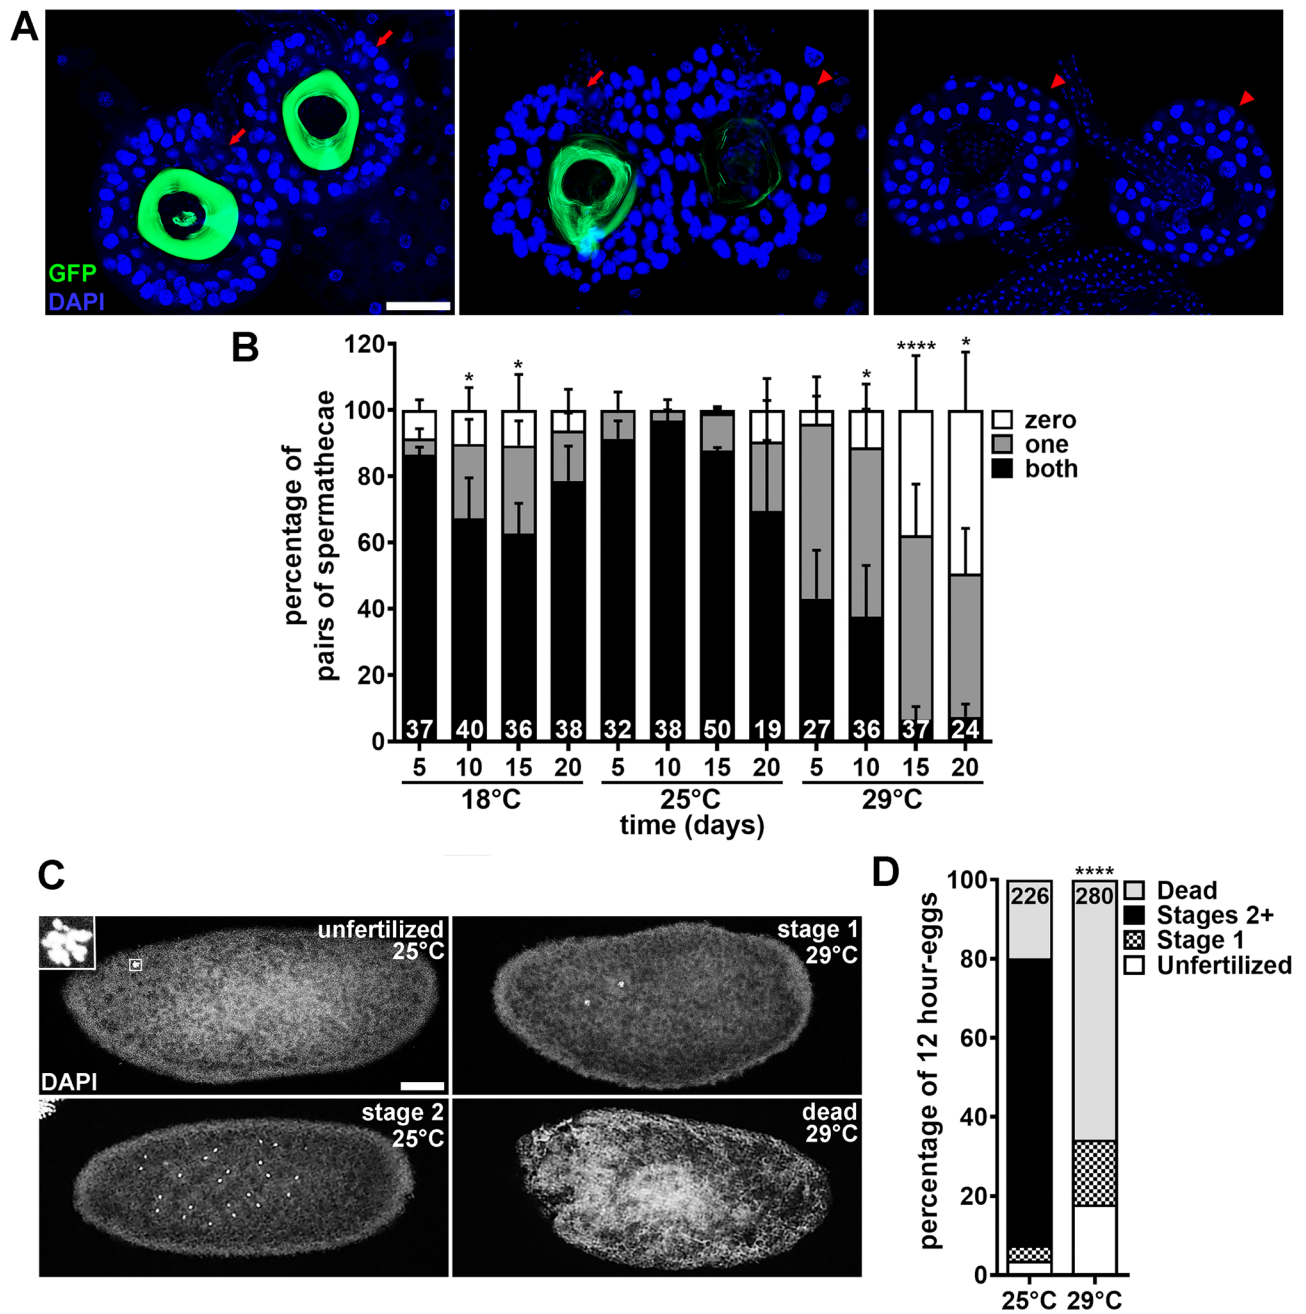 A
GFP
DAPI
B
percentage of
pairs of spermathecae
120
100
80
60
40
20
0
* * * **** *
zero
one
both
37 40 36 38 32 38 50 19 27 36 37 24
5 10 15 20 5 10 15 20 5 10 15 20
18°C 25°C 29°C
time (days)
C
unfertilized
25°C
DAPI
stage 1
29°C
stage 2
25°C
dead
29°C
D
percentage of 12 hour-eggs
100
80
60
40
20
0
****
226 280
Dead
Stages 2+
Stage 1
Unfertilized
25°C 29°C